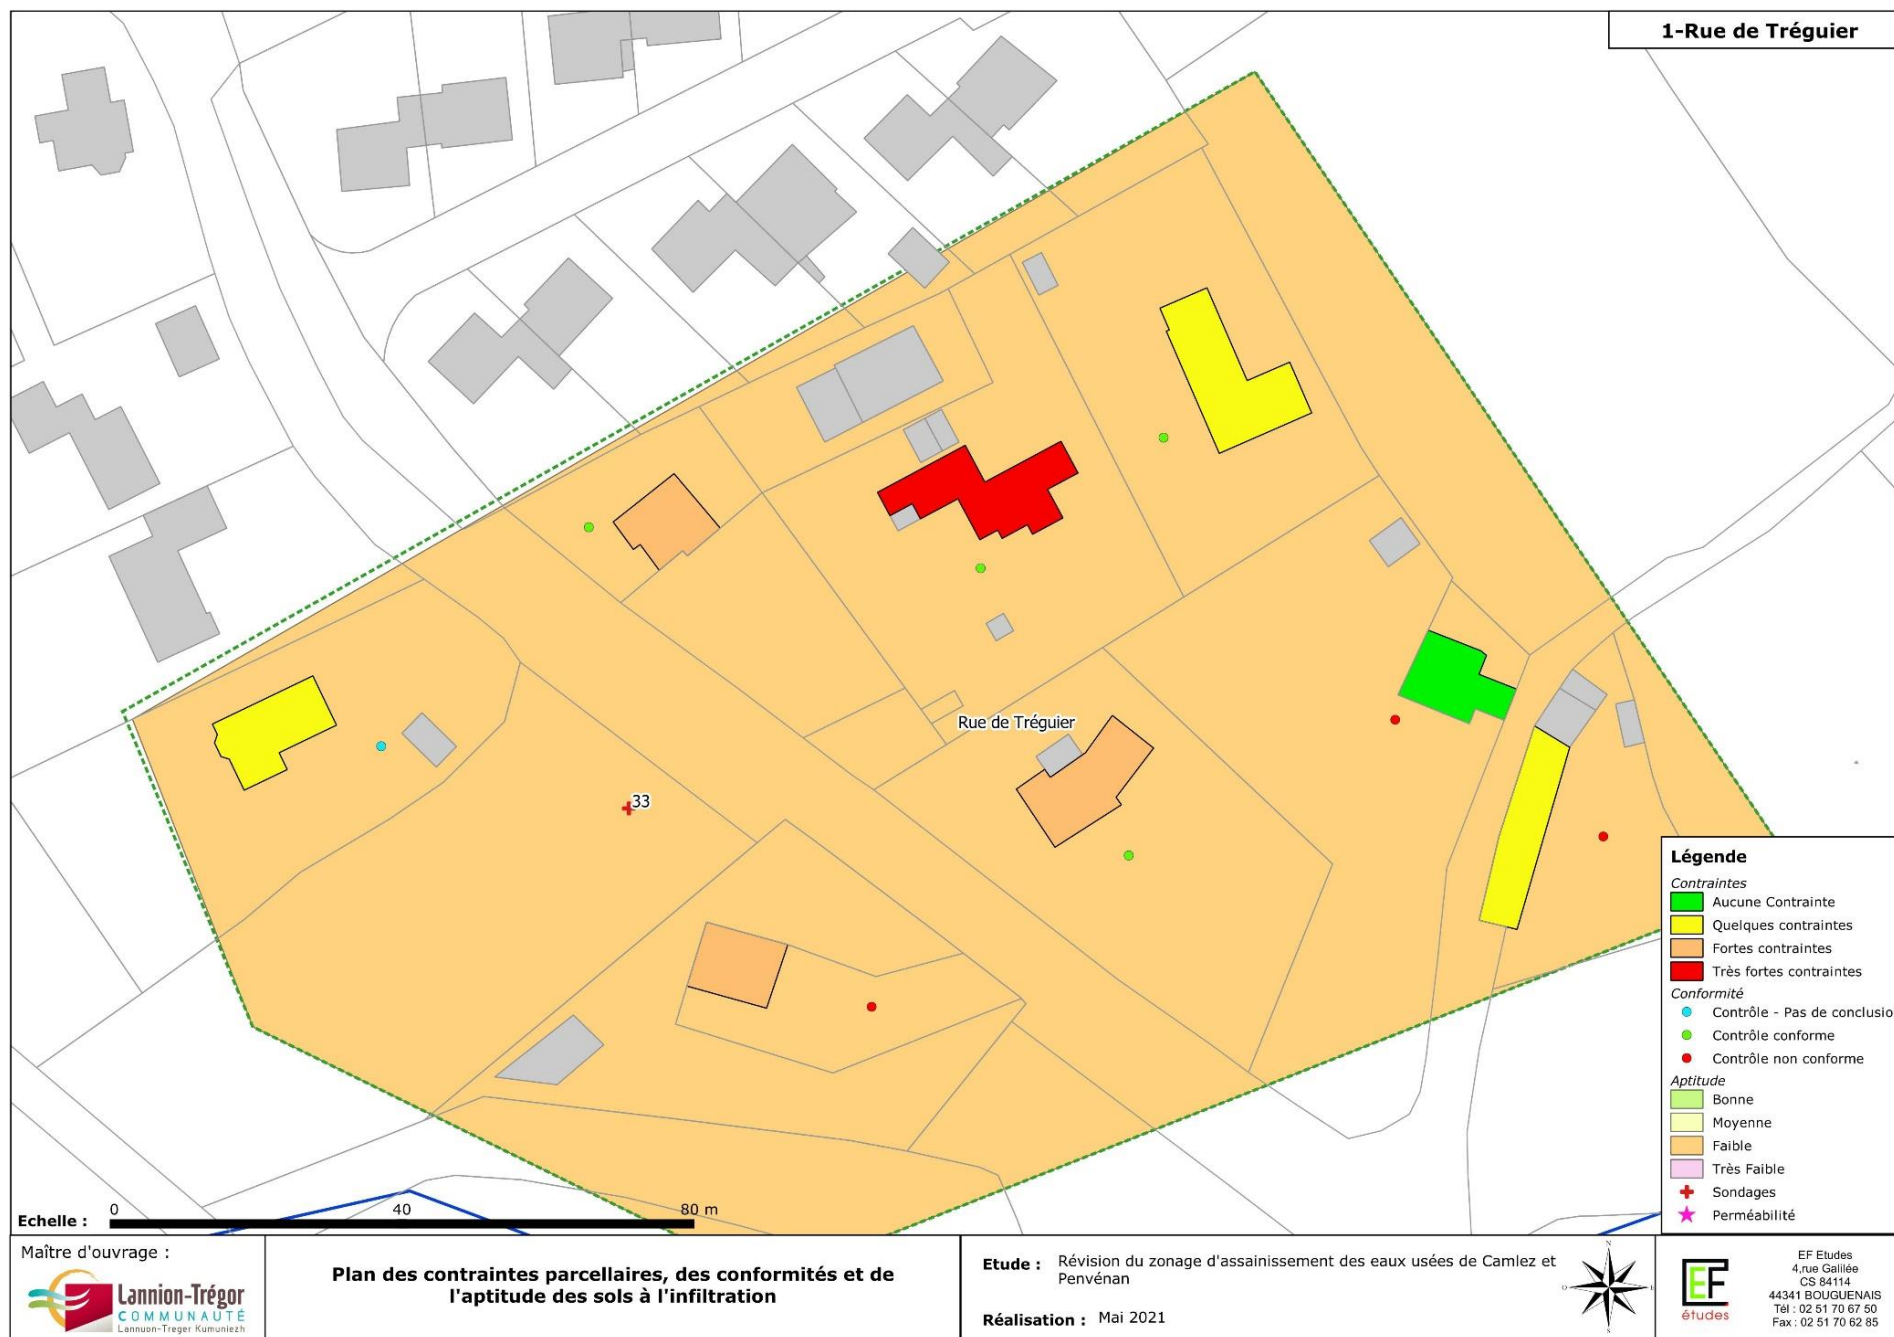 1-Rue de Tréguier
Rue de Tréguier
33
Légende
Contraintes
Aucune Contrainte
Quelques contraintes
Fortes contraintes
Très fortes contraintes
Conformité
Contrôle - Pas de conclusio
Contrôle conforme
Contrôle non conforme
Aptitude
Bonne
Moyenne
Faible
Très Faible
Sondages
Perméabilité
Echelle :
0 40 80 m
Maître d'ouvrage :
Lannion-Trégor
COMMUNAUTÉ
Lannuon-Treger Kumuniezh
Plan des contraintes parcellaires, des conformités et de
l'aptitude des sols à l'infiltration
Etude : Révision du zonage d'assainissement des eaux usées de Camlez et
Penvénan
Réalisation : Mai 2021
N
O
E
S
EF
études
EF Etudes
4,rue Galilée
CS 84114
44341 BOUGUENAIS
Tél : 02 51 70 67 50
Fax : 02 51 70 62 85